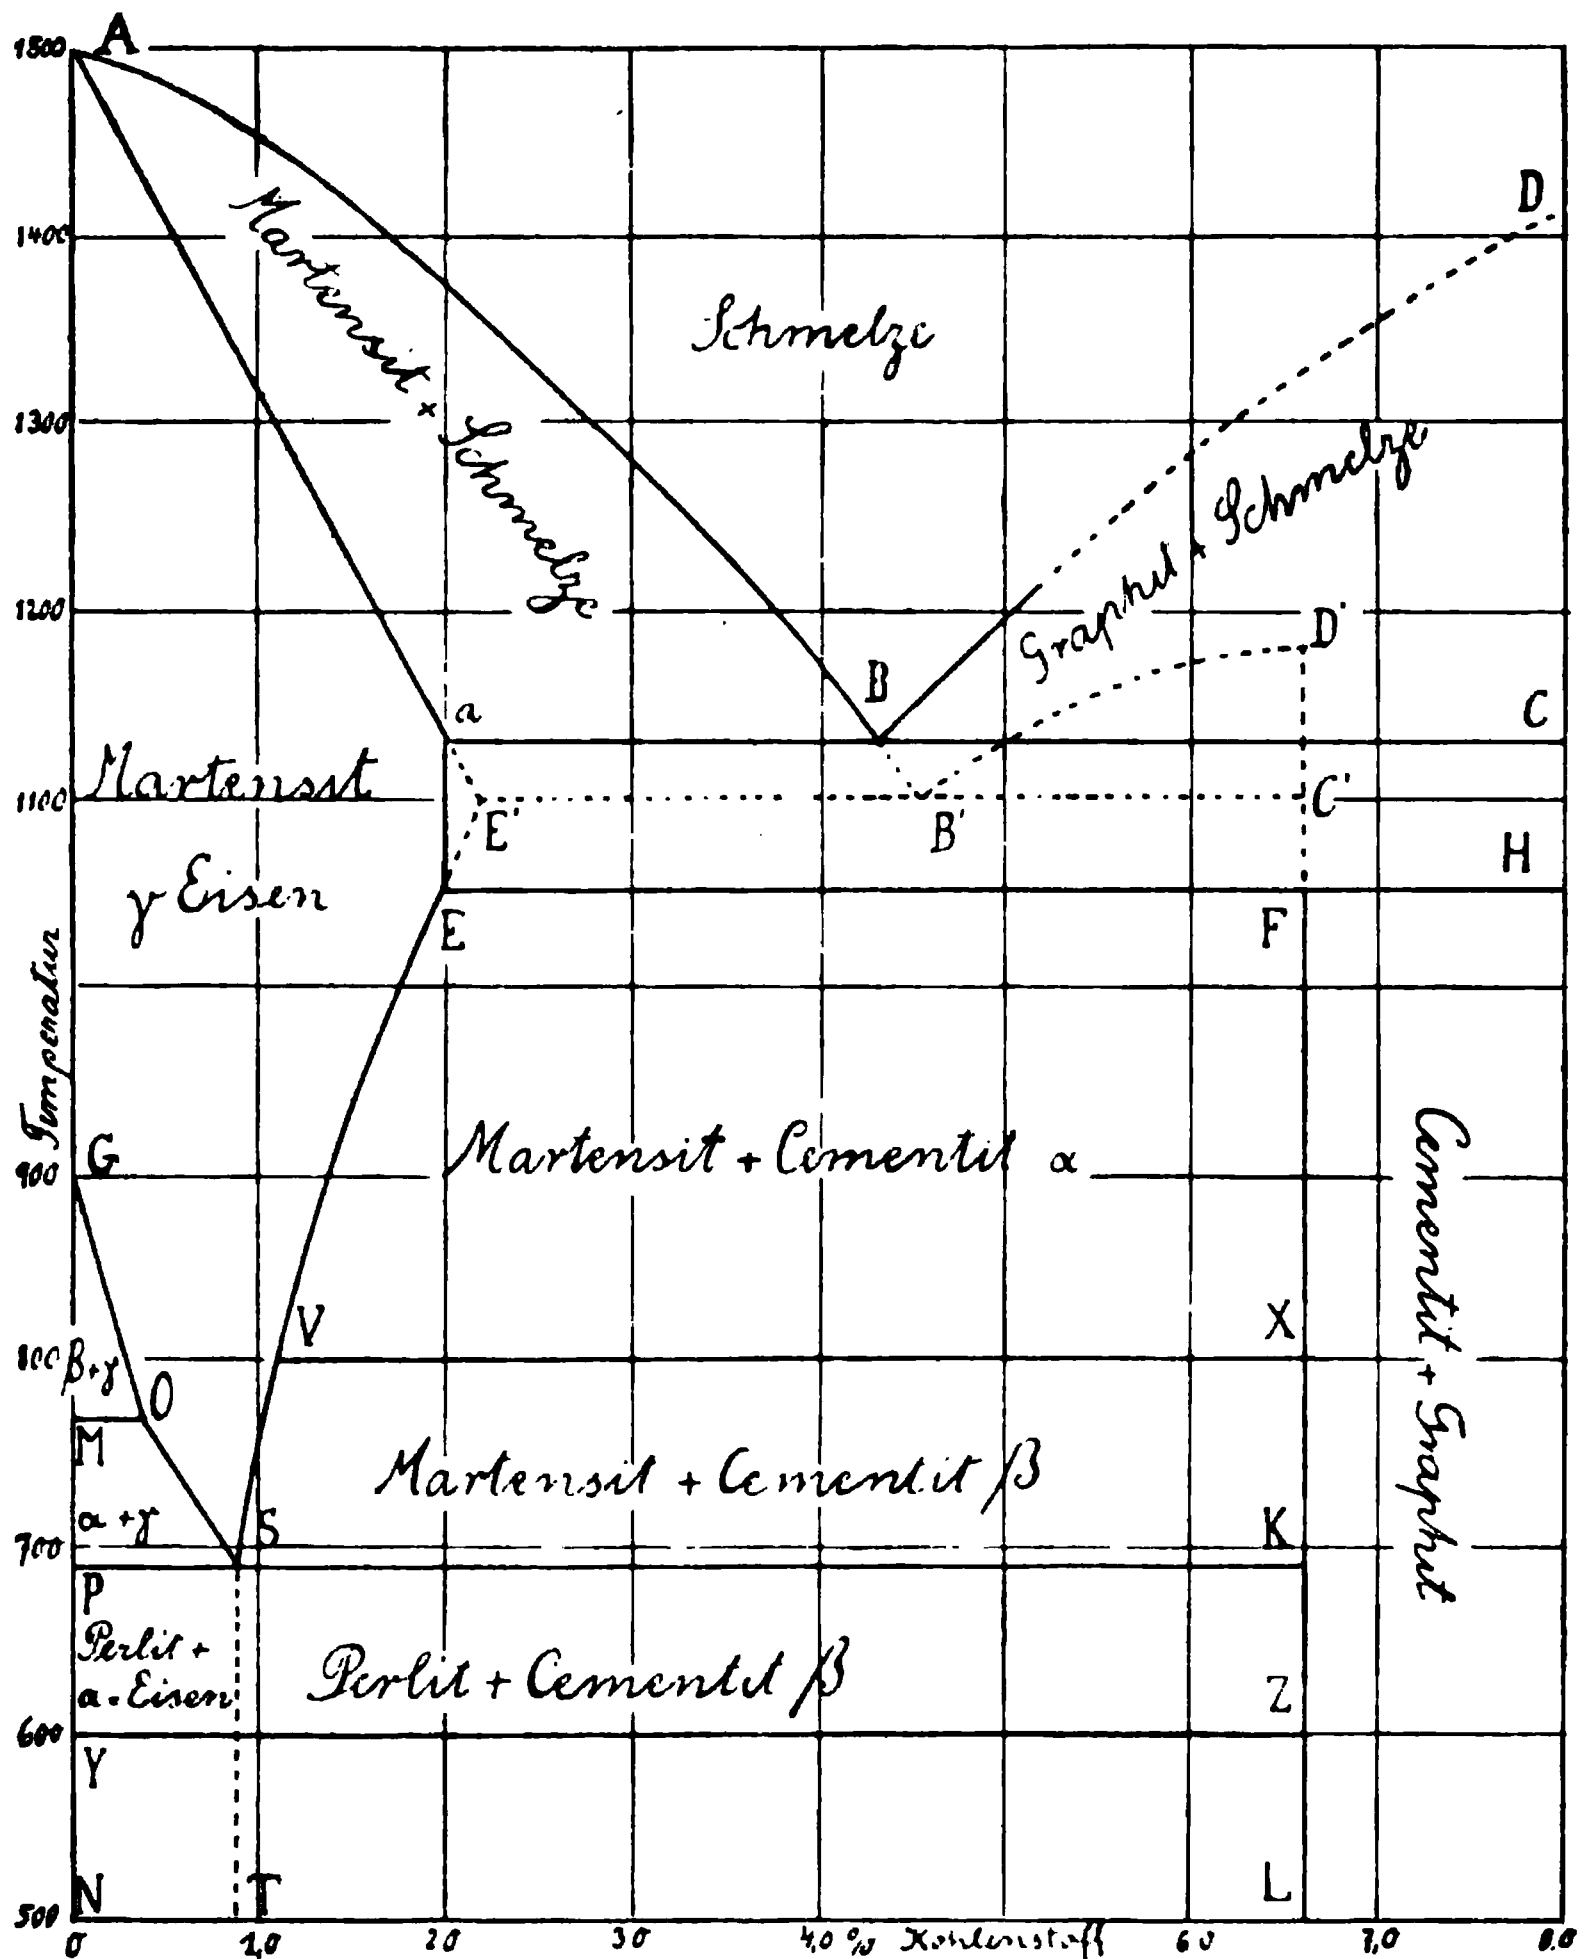 1500 A
D
1400
Martensit + Schmelze
Schmelze
1300
Graphit + Schmelze
1200
D'
B
a
C
Martensit
1100
C'
E'
B'
H
γ Eisen
E
F
Temperatur
G
Martensit + Cementit α
900
Cementit + Graphit
V
X
800
β+γ
O
M
Martensit + Cementit β
α+γ
S
K
700
P
Perlit +
α-Eisen
Perlit + Cementit β
Z
600
Y
N
T
L
500
0 1,0 2.0 3.0 4,0 % Kohlenstoff 6.0 7,0 8.0